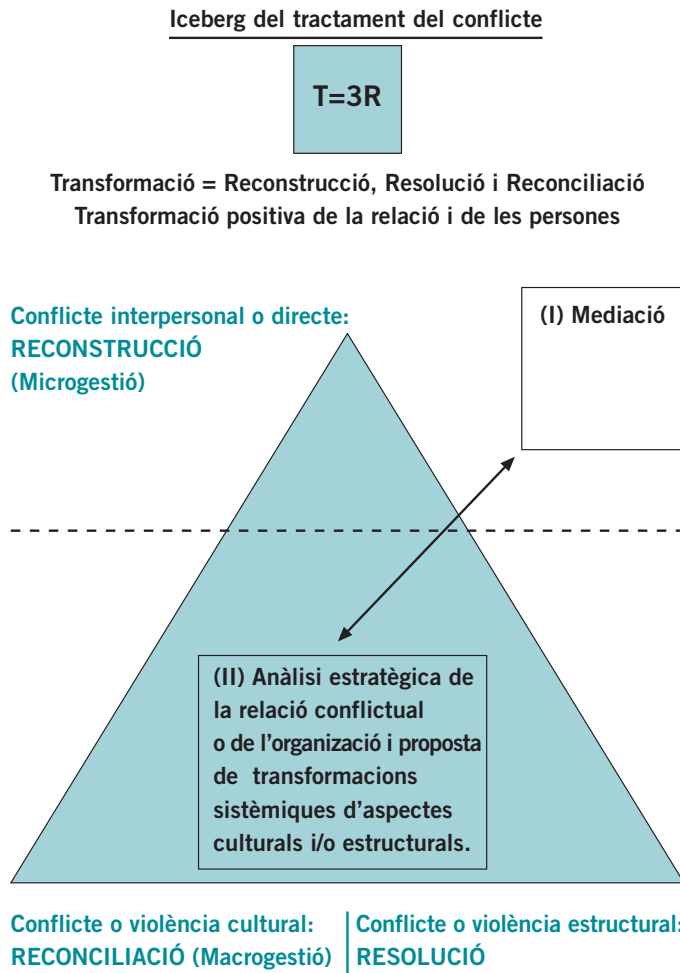 Iceberg del tractament del conflicte
T=3R
Transformació = Reconstrucció, Resolució i Reconciliació
Transformació positiva de la relació i de les persones
Conflicte interpersonal o directe:
RECONSTRUCCIÓ
(Microgestió)
(I) Mediació
(II) Anàlisi estratègica de
la relació conflictual
o de l'organització i proposta
de transformacions
sistèmiques d'aspectes
culturals i/o estructurals.
Conflicte o violència cultural:
RECONCILIACIÓ (Macrogestió)
Conflicte o violència estructural:
RESOLUCIÓ